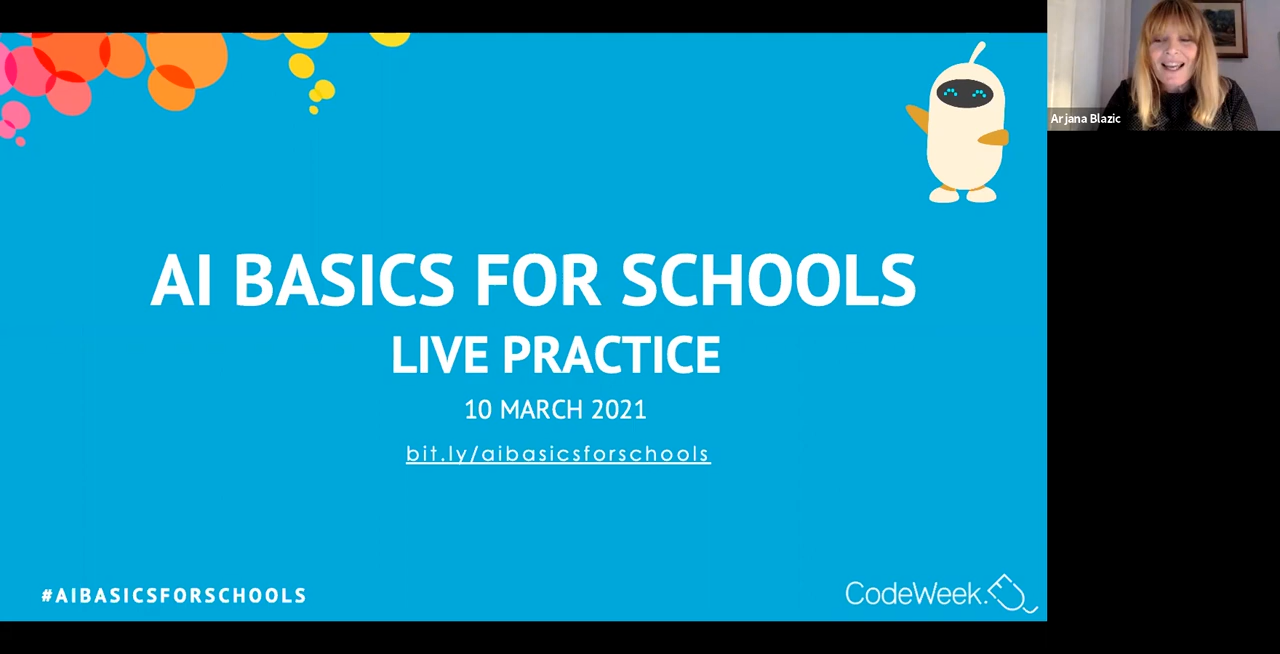 AI BASICS FOR SCHOOLS
LIVE PRACTICE
10 MARCH 2021
bit.ly/aibasicsforschools
#AIBASICSFORSCHOOLS
CodeWeek.
Arjana Blazic